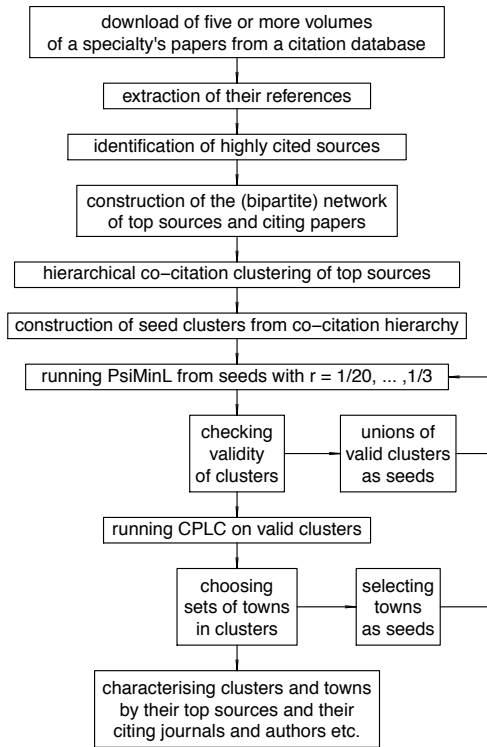 download of five or more volumes
of a specialty's papers from a citation database
extraction of their references
identification of highly cited sources
construction of the (bipartite) network
of top sources and citing papers
hierarchical co−citation clustering of top sources
construction of seed clusters from co−citation hierarchy
running PsiMinL from seeds with r = 1/20, ... ,1/3
checking
validity
of clusters
unions of
valid clusters
as seeds
running CPLC on valid clusters
choosing
sets of towns
in clusters
selecting
towns
as seeds
characterising clusters and towns
by their top sources and their
citing journals and authors etc.